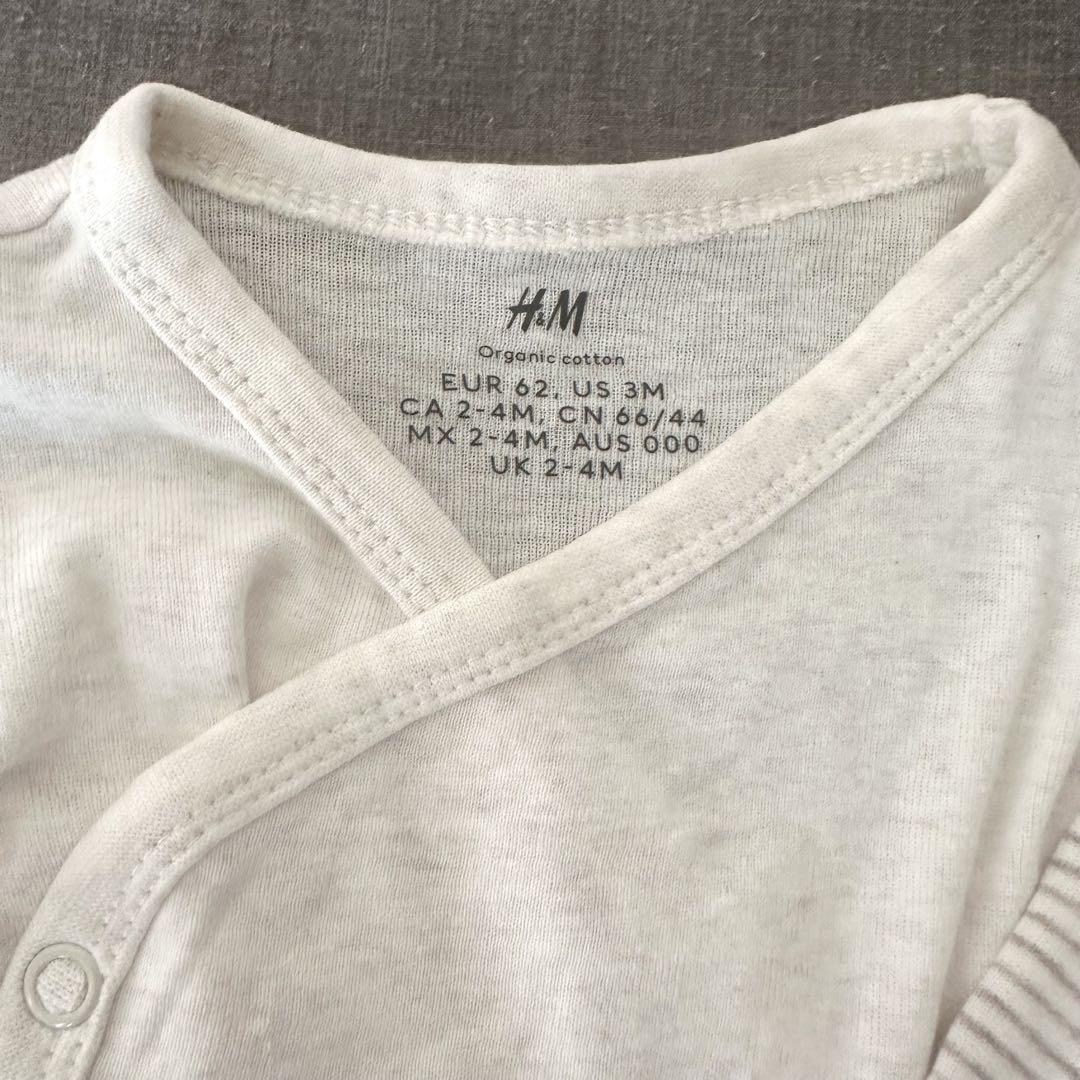 H&M
Organic cotton
EUR 62, US 3M
CA 2-4M, CN 66/44
MX 2-4M, AUS 000
UK 2-4M